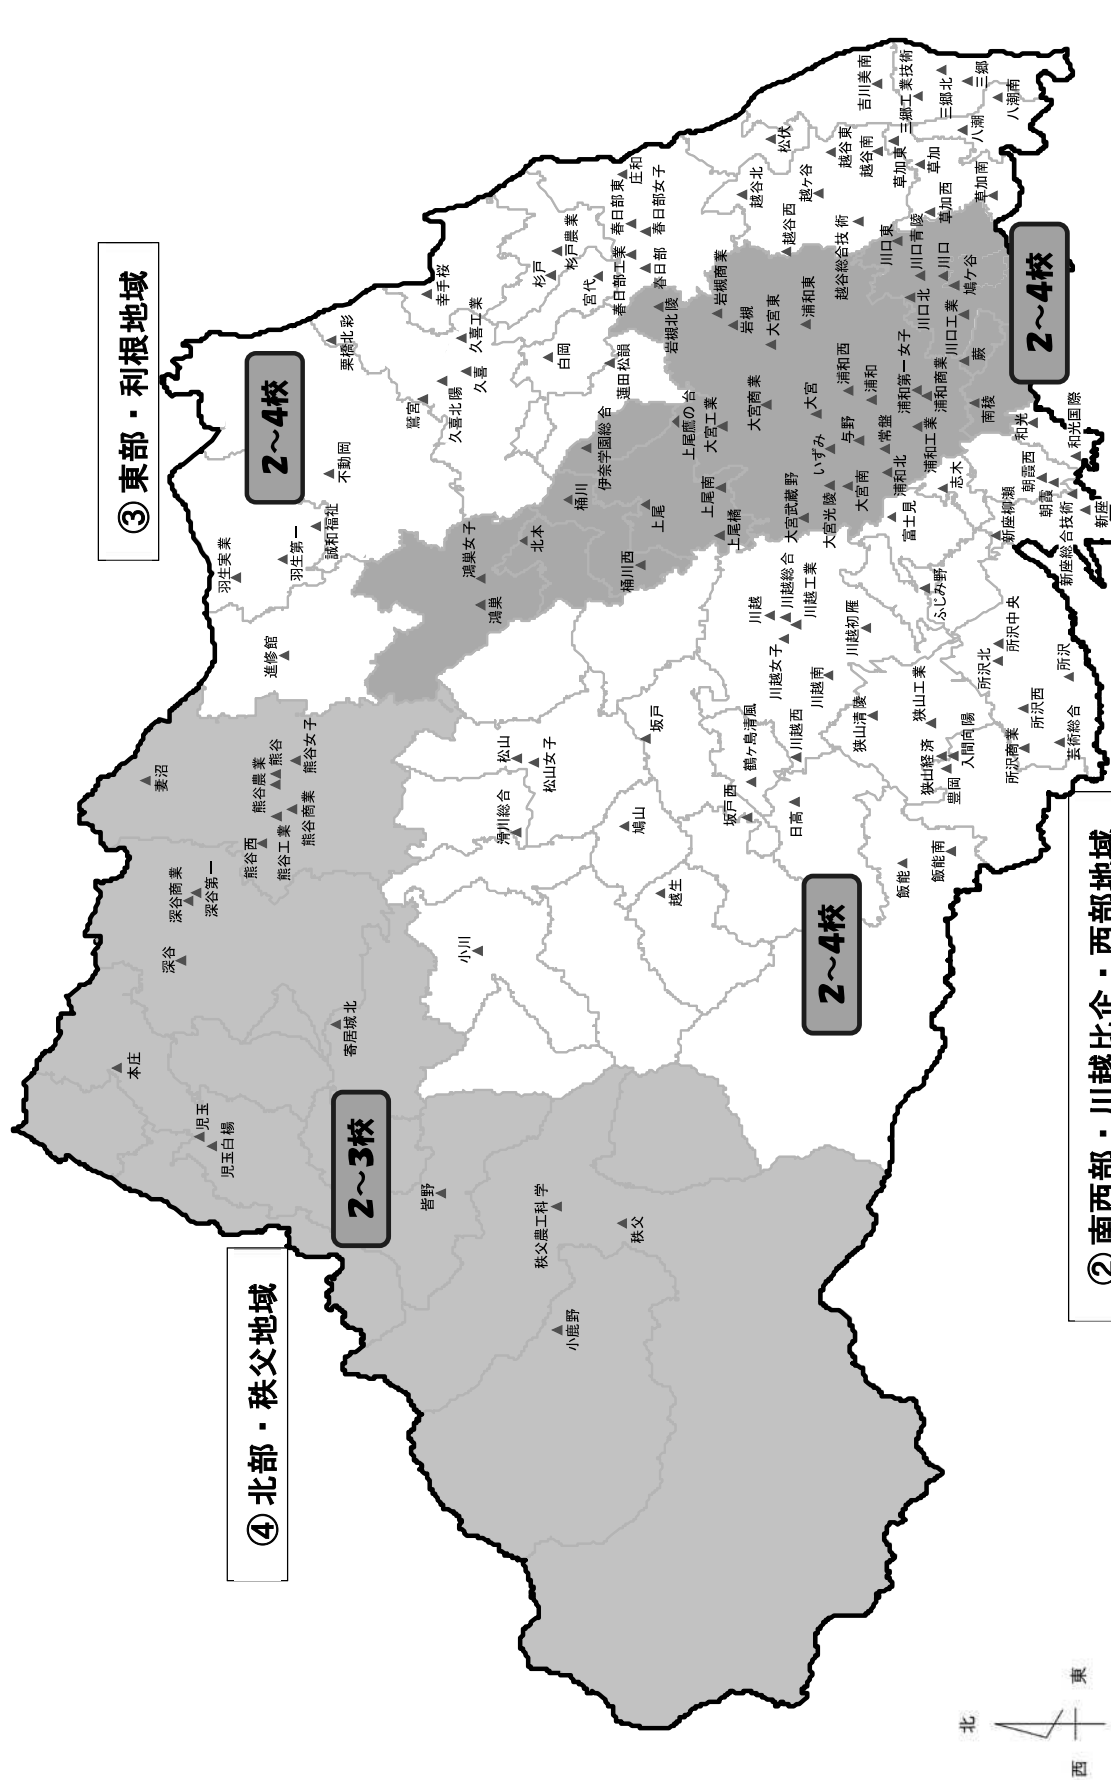 ③東部・利根地域
2～4校
④北部・秩父地域
2～3校
2～4校
2～4校
②南西部・川越比企・西部地域
本庄
児玉
児玉白楊
深谷
深谷商業
深谷第一
寄居城北
妻沼
熊谷西
熊谷工業
熊谷農業
熊谷商業
熊谷
熊谷女子
皆野
秩父農工科学
秩父
小鹿野
進修館
羽生実業
羽生第一
誠和福祉
不動岡
栗橋北彩
鷲宮
久喜北陽
久喜
久喜工業
幸手桜
杉戸
杉戸農業
宮代
白岡
蓮田松韻
春日部工業
春日部東
春日部
春日部女子
庄和
松伏
越谷北
越ケ谷
越谷西
越谷東
越谷南
越谷総合技術
吉川美南
三郷工業技術
三郷北
三郷
八潮
八潮南
草加東
草加
草加西
草加南
鴻巣女子
鴻巣
北本
桶川
桶川西
伊奈学園総合
上尾鷹の台
上尾
上尾南
上尾橘
大宮工業
大宮商業
大宮東
大宮
大宮武蔵野
大宮光陵
大宮南
いずみ
与野
常盤
岩槻北陵
岩槻商業
岩槻
浦和東
浦和西
浦和
浦和北
浦和第一女子
浦和商業
浦和工業
南稜
蕨
川口東
川口青陵
川口北
川口
川口工業
鳩ケ谷
小川
滑川総合
松山
松山女子
鳩山
越生
坂戸
坂戸西
鶴ヶ島清風
日高
川越
川越総合
川越工業
川越女子
川越南
川越西
川越初雁
狭山清陵
狭山工業
狭山経済
豊岡
入間向陽
飯能
飯能南
所沢北
所沢中央
所沢
所沢西
所沢商業
芸術総合
ふじみ野
富士見
志木
新座柳瀬
新座総合技術
新座
朝霞西
朝霞
和光
和光国際
北
東
西